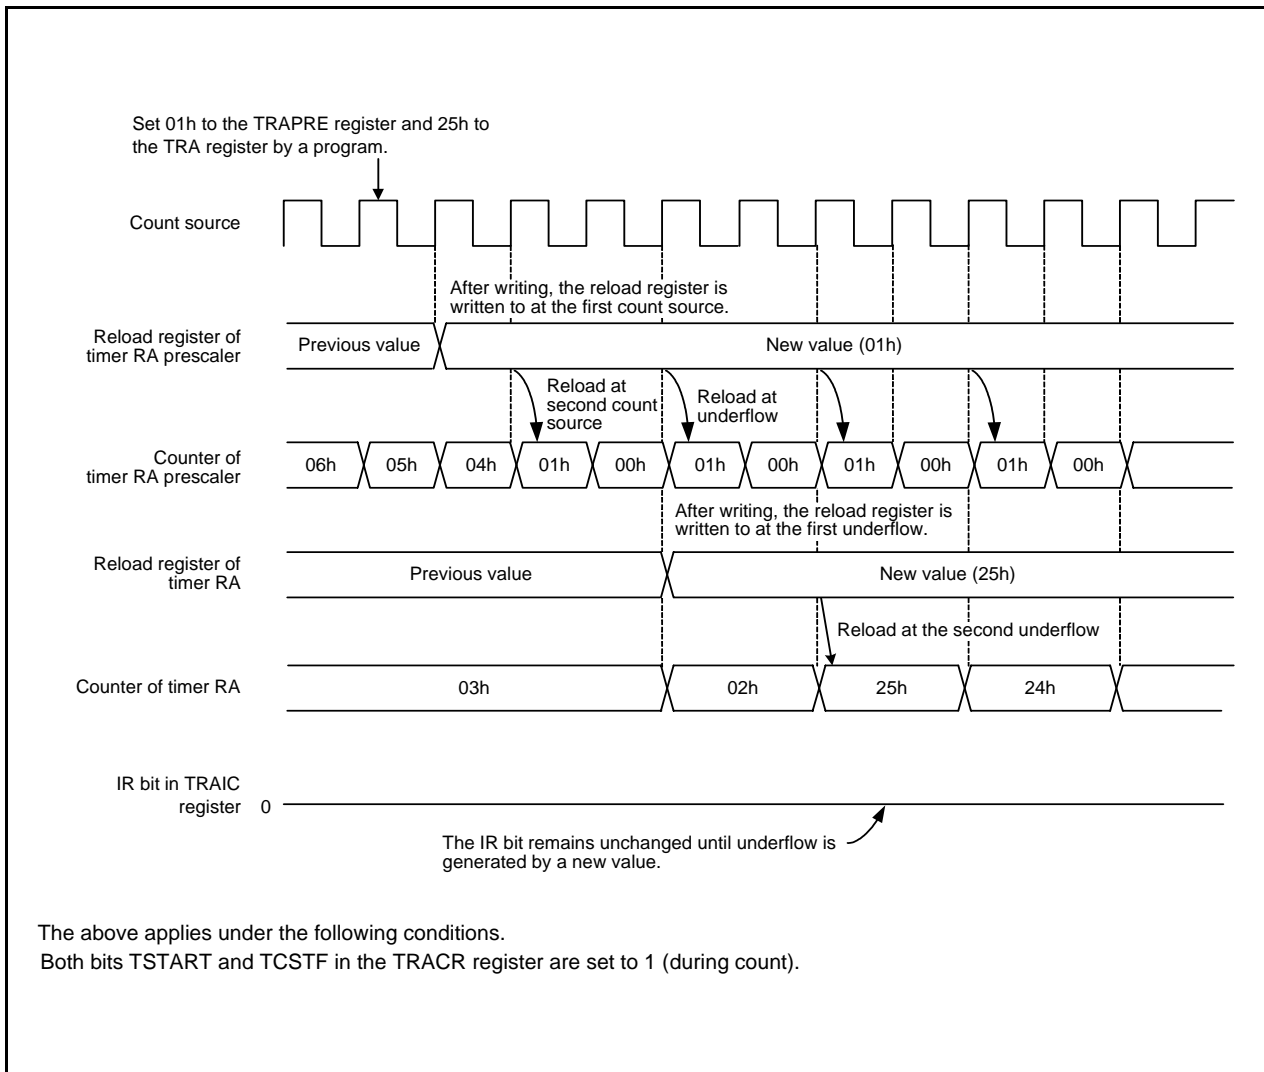 Set 01h to the TRAPRE register and 25h to
the TRA register by a program.
Count source
After writing, the reload register is
written to at the first count source.
Reload register of
timer RA prescaler
Previous value
New value (01h)
Reload at
second count
source
Reload at
underflow
Counter of
timer RA prescaler
06h 05h 04h 01h 00h 01h 00h 01h 00h 01h 00h
After writing, the reload register is
written to at the first underflow.
Reload register of
timer RA
Previous value
New value (25h)
Reload at the second underflow
Counter of timer RA
03h 02h 25h 24h
IR bit in TRAIC
register
0
The IR bit remains unchanged until underflow is
generated by a new value.
The above applies under the following conditions.
Both bits TSTART and TCSTF in the TRACR register are set to 1 (during count).